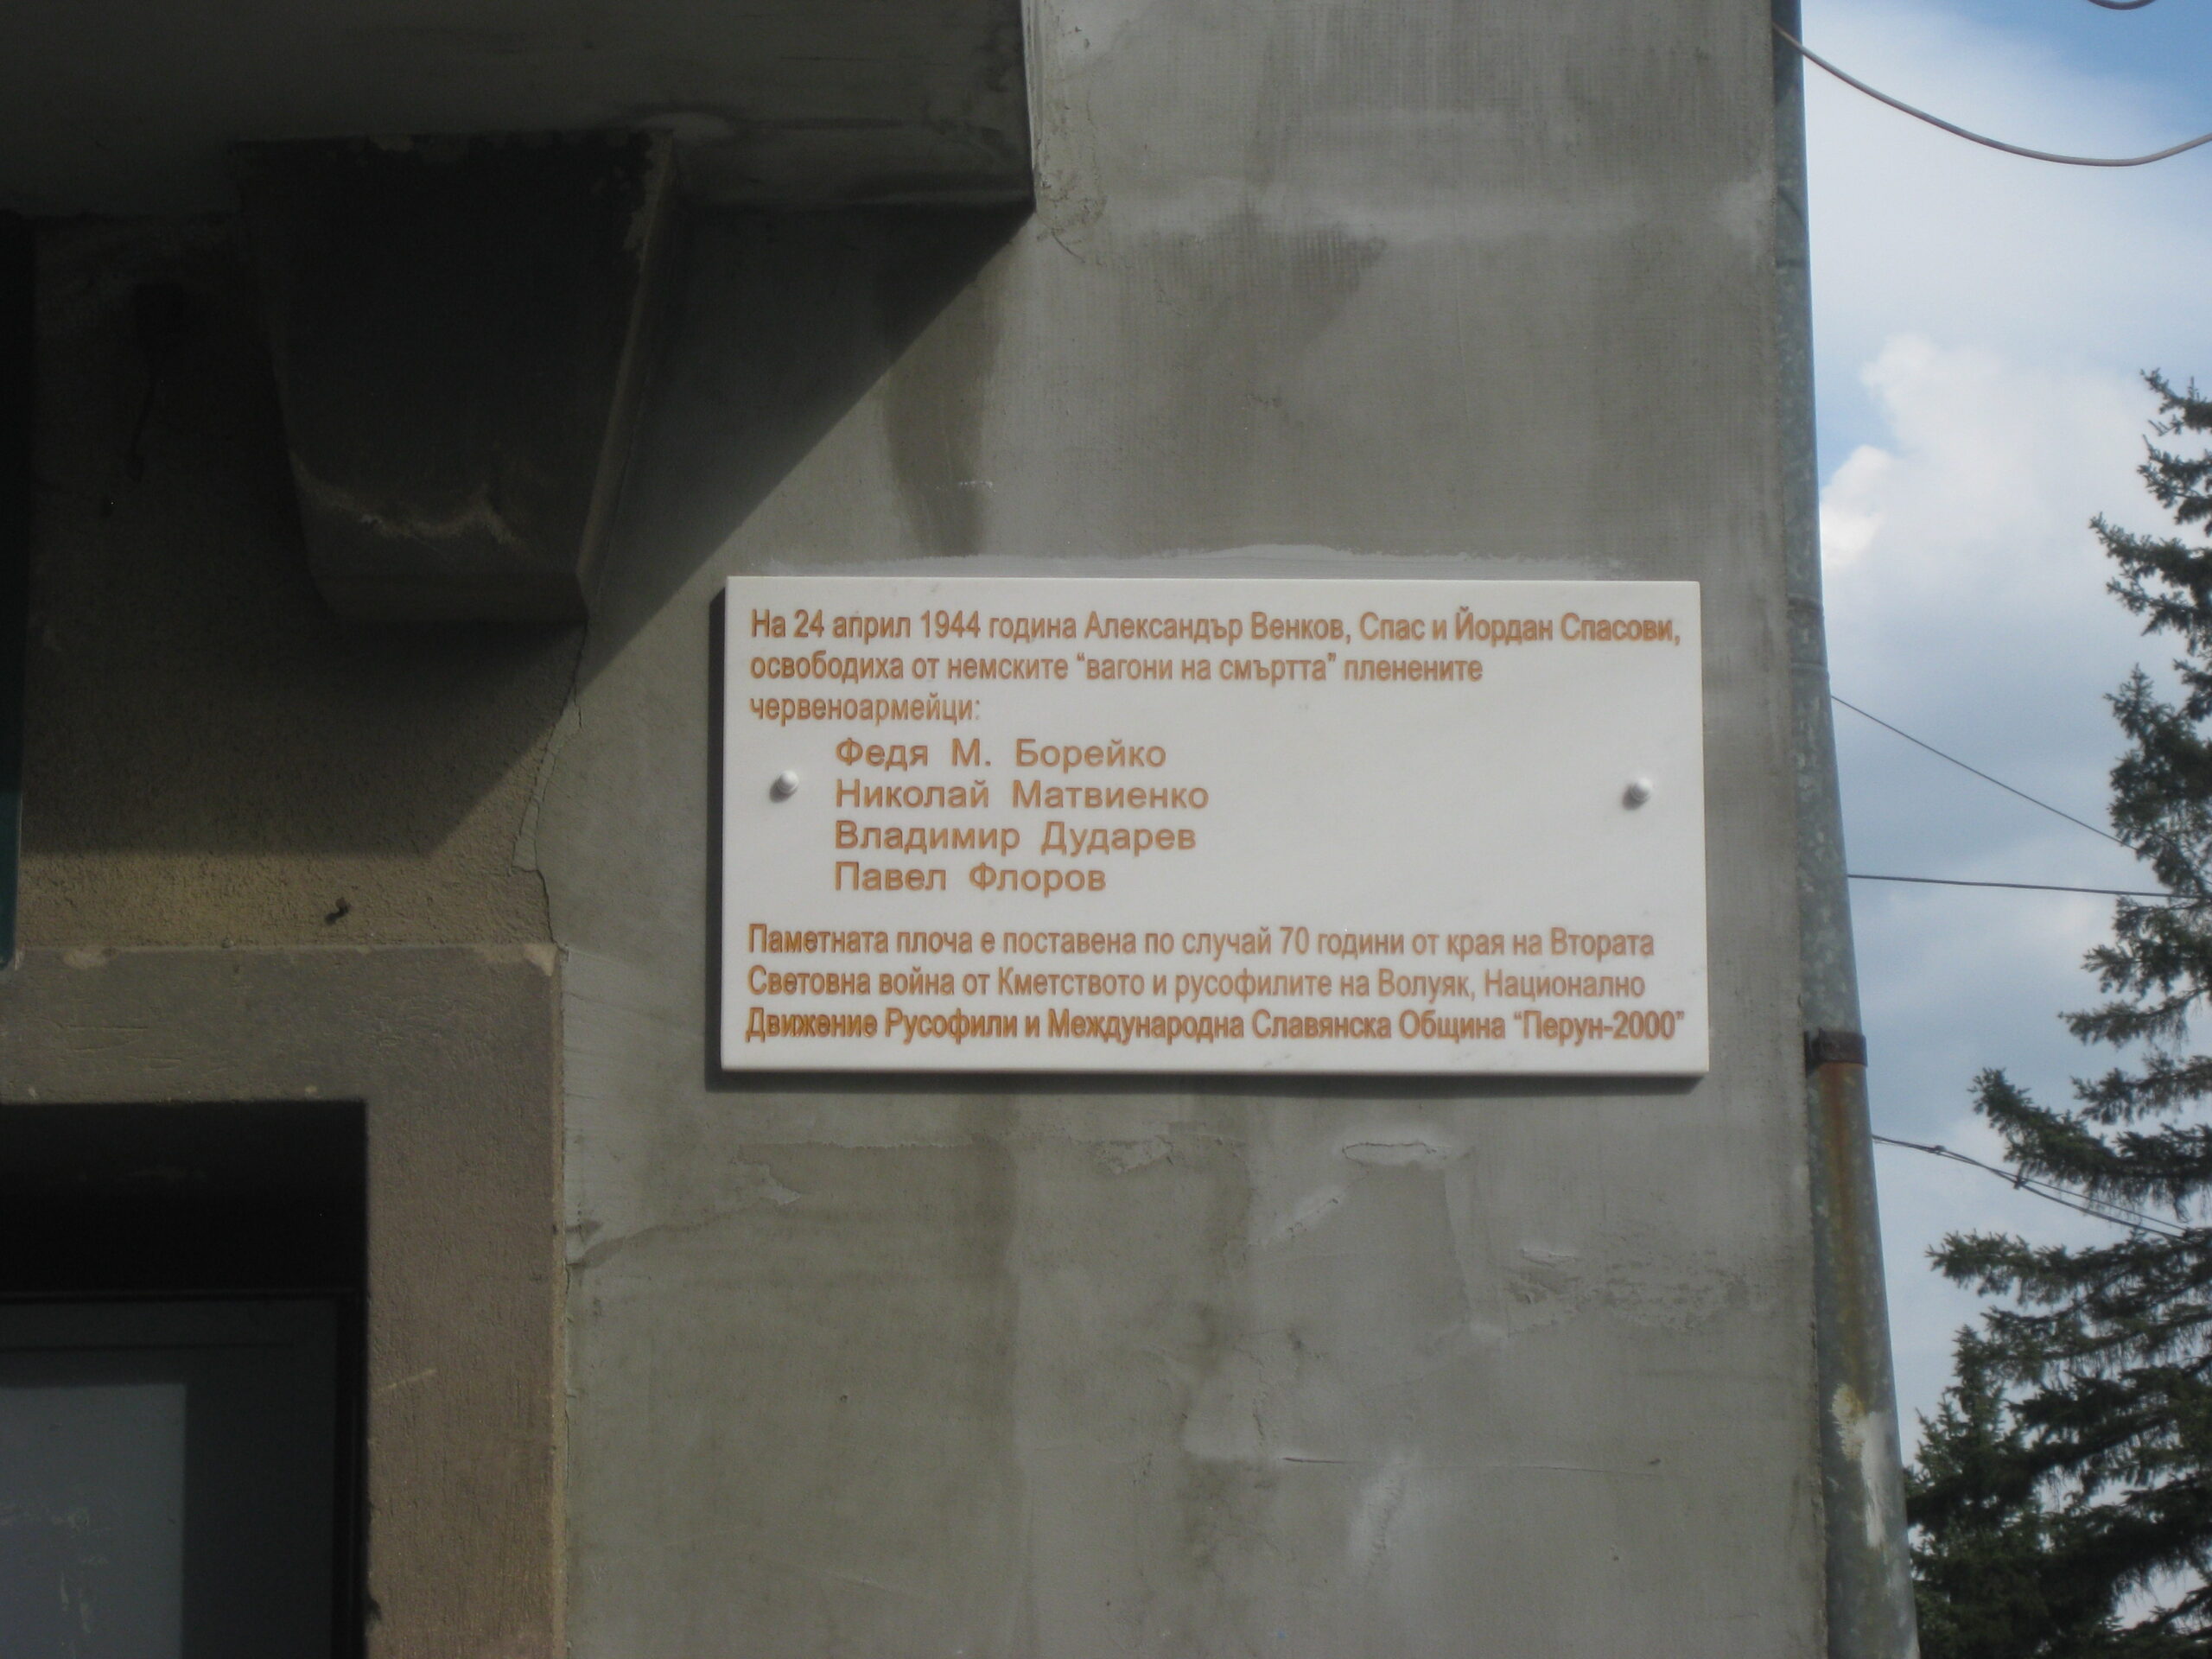 На 24 април 1944 година Александър Венков, Спас и Йордан Спасови,
освободиха от немските “вагони на смъртта” пленените
червеноармейци:
Федя М. Борейко
Николай Матвиенко
Владимир Дударев
Павел Флоров
Паметната плоча е поставена по случай 70 години от края на Втората
Световна война от Кметството и русофилите на Волуяк, Национално
Движение Русофили и Международна Славянска Община “Перун-2000”